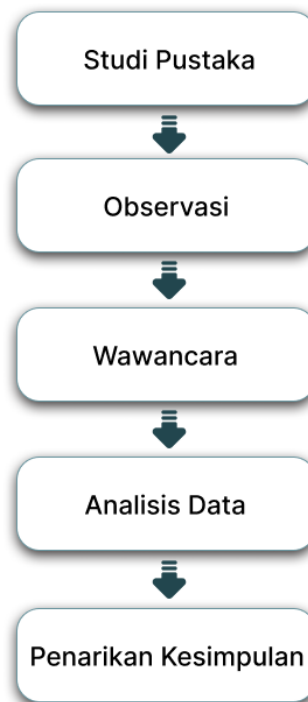 Studi Pustaka
Observasi
Wawancara
Analisis Data
Penarikan Kesimpulan